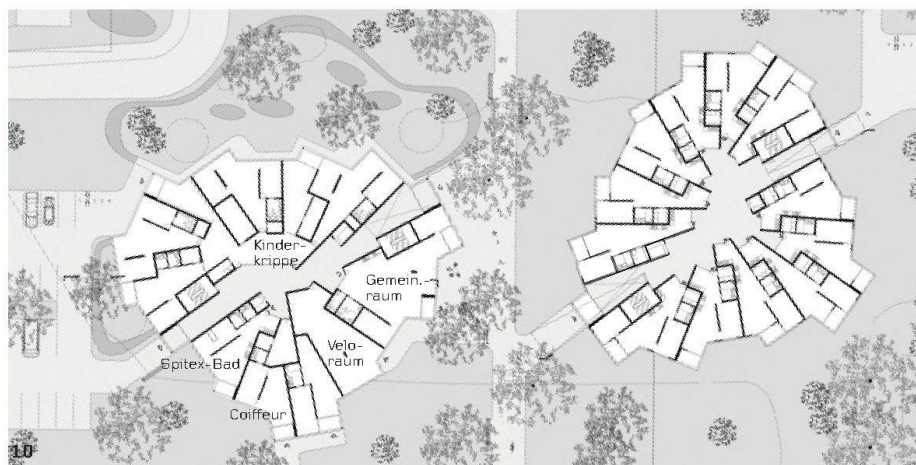 Kinder-
krippe
Gemein.-
raum
Velo-
raum
Spitex-Bad
Coiffeur
10